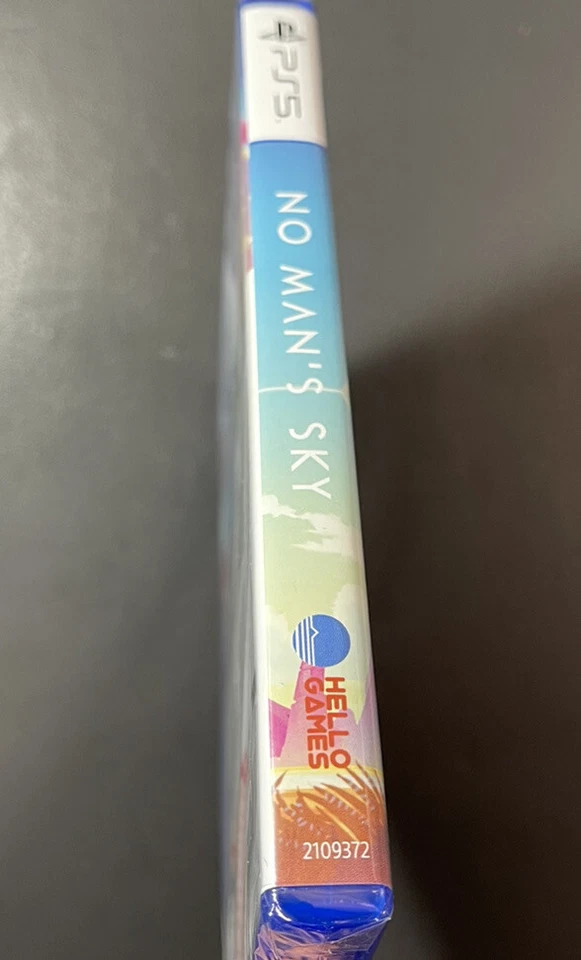 PS5
NO MAN'S SKY
HELLO
GAMES
2109372